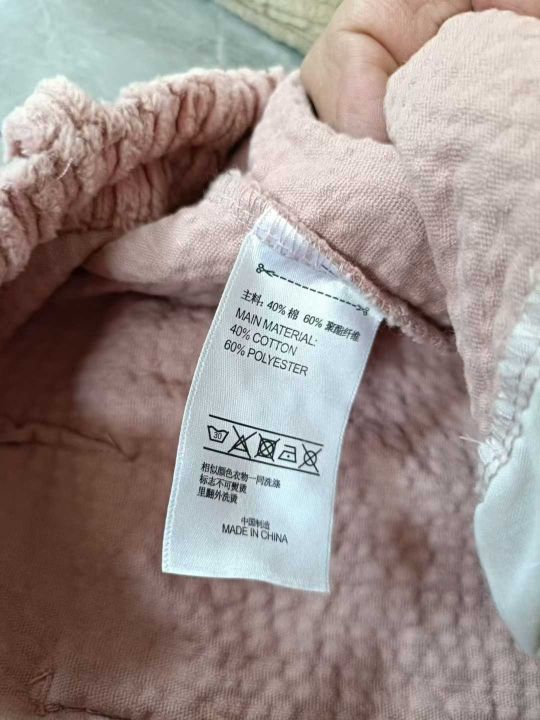 主料: 40% 棉 60% 聚酯纤维
MAIN MATERIAL:
40% COTTON
60% POLYESTER
30
相似颜色衣物一同洗涤
标志不可熨烫
里翻外洗烫
中国制造
MADE IN CHINA